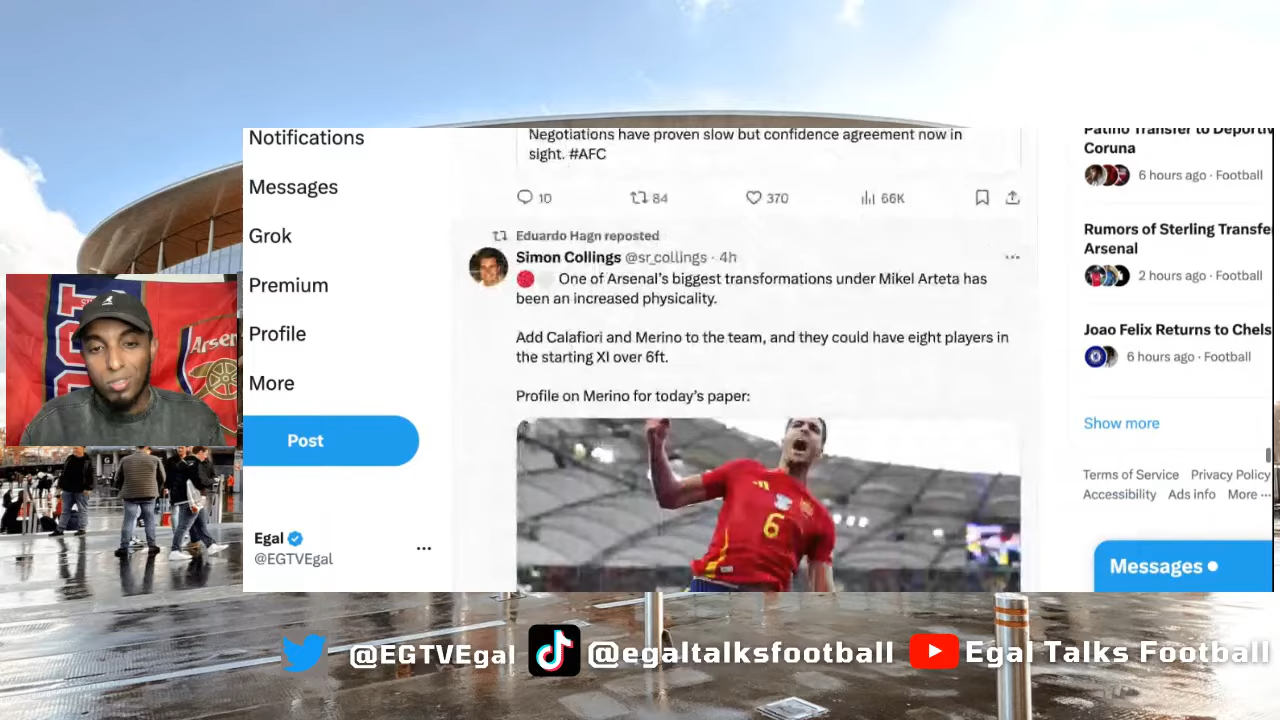 Notifications
Messages
Grok
Premium
Profile
More
Post
Egal
@EGTVEgal
Negotiations have proven slow but confidence agreement now in
sight. #AFC
10 84 370 66K
Eduardo Hagn reposted
Simon Collings @sr_collings · 4h
One of Arsenal's biggest transformations under Mikel Arteta has
been an increased physicality.
Add Calafiori and Merino to the team, and they could have eight players in
the starting XI over 6ft.
Profile on Merino for today's paper:
6
Patino Transfer to Deporti
Coruna
6 hours ago · Football
Rumors of Sterling Transfe
Arsenal
2 hours ago · Football
Joao Felix Returns to Chels
6 hours ago · Football
Show more
Terms of Service Privacy Policy
Accessibility Ads info More ···
Messages
Arsen
@EGTVEgal @egaltalksfootball Egal Talks Football